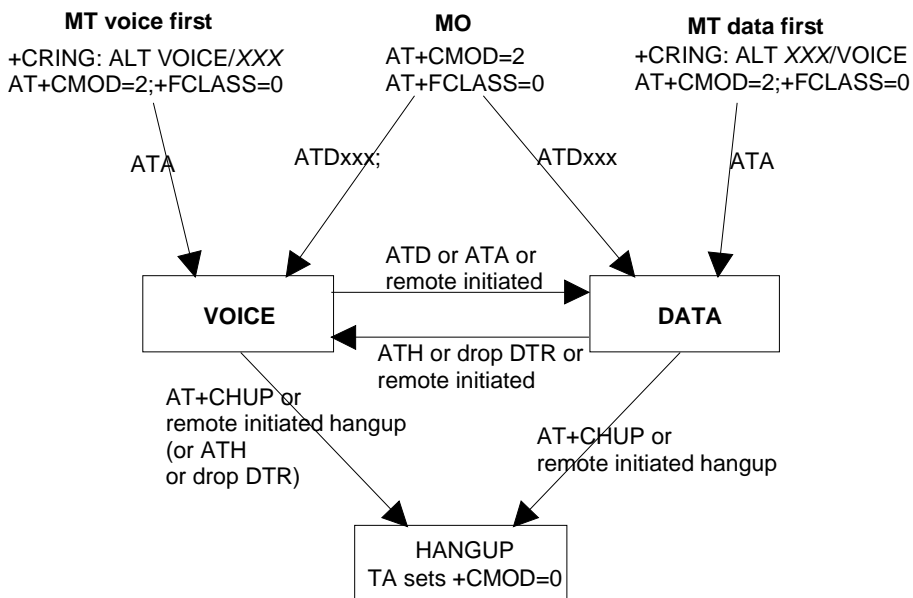 MT voice first
+CRING: ALT VOICE/XXX
AT+CMOD=2;+FCLASS=0
MO
AT+CMOD=2
AT+FCLASS=0
MT data first
+CRING: ALT XXX/VOICE
AT+CMOD=2;+FCLASS=0
ATA
ATDxxx;
ATDxxx
ATA
ATD or ATA or
remote initiated
VOICE
DATA
ATH or drop DTR or
remote initiated
AT+CHUP or
remote initiated hangup
(or ATH
or drop DTR)
AT+CHUP or
remote initiated hangup
HANGUP
TA sets +CMOD=0